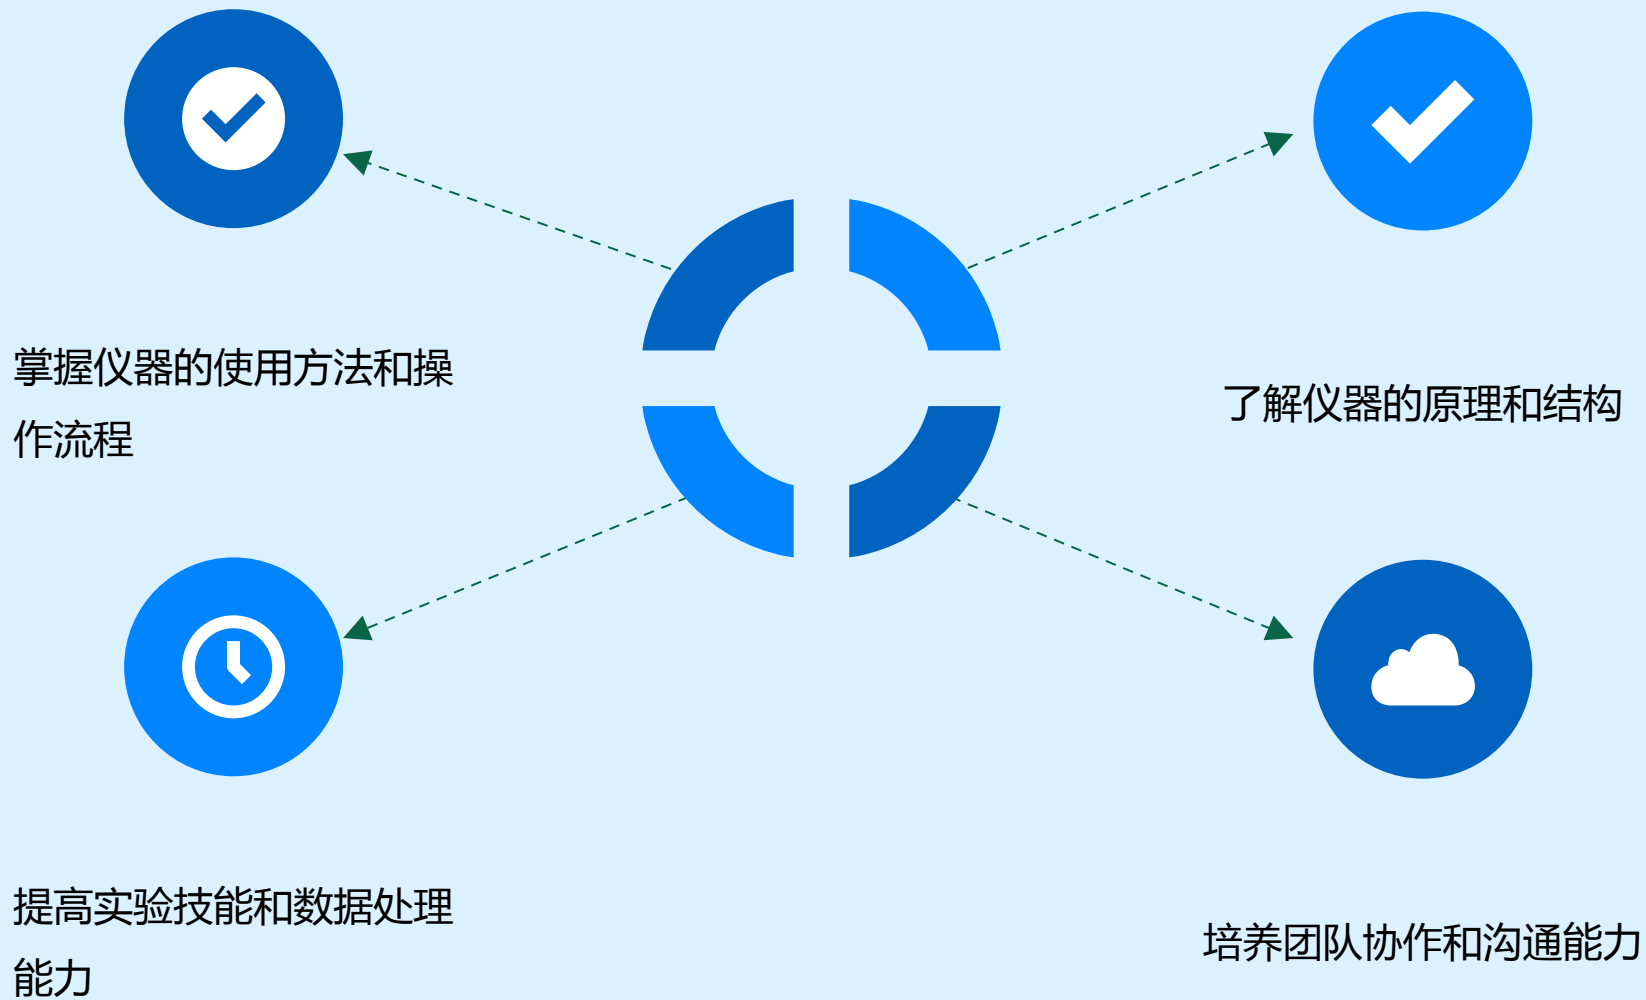 掌握仪器的使用方法和操
作流程
了解仪器的原理和结构
提高实验技能和数据处理
能力
培养团队协作和沟通能力